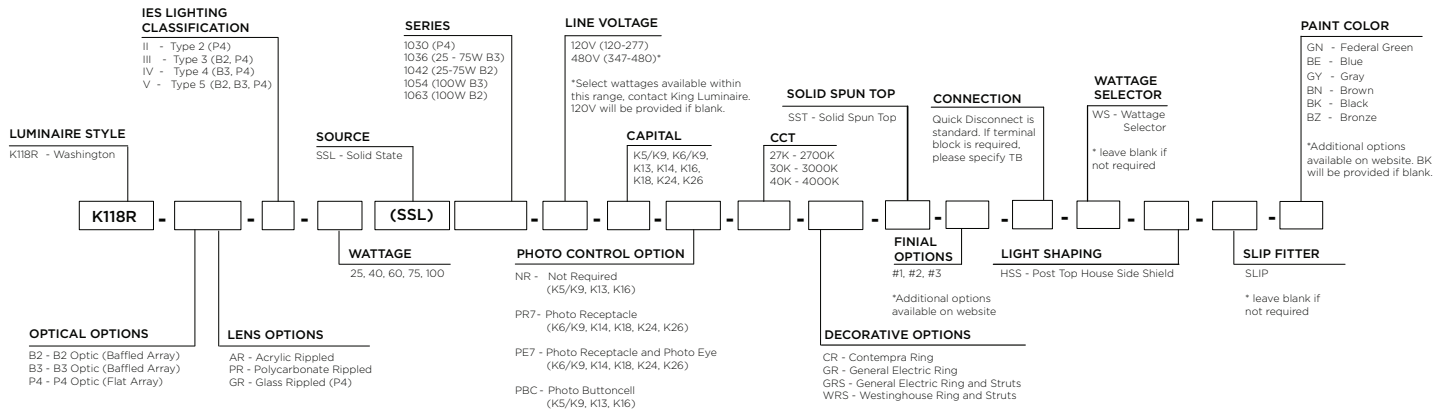 IES LIGHTING
CLASSIFICATION
II - Type 2 (P4)
III - Type 3 (B2, P4)
IV - Type 4 (B3, P4)
V - Type 5 (B2, B3, P4)
SERIES
1030 (P4)
1036 (25 - 75W B3)
1042 (25-75W B2)
1054 (100W B3)
1063 (100W B2)
LINE VOLTAGE
120V (120-277)
480V (347-480)*
*Select wattages available within
this range, contact King Luminaire.
120V will be provided if blank.
PAINT COLOR
GN - Federal Green
BE - Blue
GY - Gray
BN - Brown
BK - Black
BZ - Bronze
*Additional options
available on website. BK
will be provided if blank.
LUMINAIRE STYLE
K118R - Washington
SOURCE
SSL - Solid State
CAPITAL
K5/K9, K6/K9,
K13, K14, K16,
K18, K24, K26
CCT
27K - 2700K
30K - 3000K
40K - 4000K
SOLID SPUN TOP
SST - Solid Spun Top
CONNECTION
Quick Disconnect is
standard. If terminal
block is required,
please specify TB
WATTAGE
SELECTOR
WS - Wattage
Selector
* leave blank if
not required
K118R - - - (SSL) - - - - - - - - - - - -
WATTAGE
25, 40, 60, 75, 100
PHOTO CONTROL OPTION
NR - Not Required
(K5/K9, K13, K16)
PR7- Photo Receptacle
(K6/K9, K14, K18, K24, K26)
PE7 - Photo Receptacle and Photo Eye
(K6/K9, K14, K18, K24, K26)
PBC - Photo Buttoncell
(K5/K9, K13, K16)
FINIAL
OPTIONS
#1, #2, #3
*Additional options
available on website
LIGHT SHAPING
HSS - Post Top House Side Shield
SLIP FITTER
SLIP
* leave blank if
not required
OPTICAL OPTIONS
B2 - B2 Optic (Baffled Array)
B3 - B3 Optic (Baffled Array)
P4 - P4 Optic (Flat Array)
LENS OPTIONS
AR - Acrylic Rippled
PR - Polycarbonate Rippled
GR - Glass Rippled (P4)
DECORATIVE OPTIONS
CR - Contempra Ring
GR - General Electric Ring
GRS - General Electric Ring and Struts
WRS - Westinghouse Ring and Struts